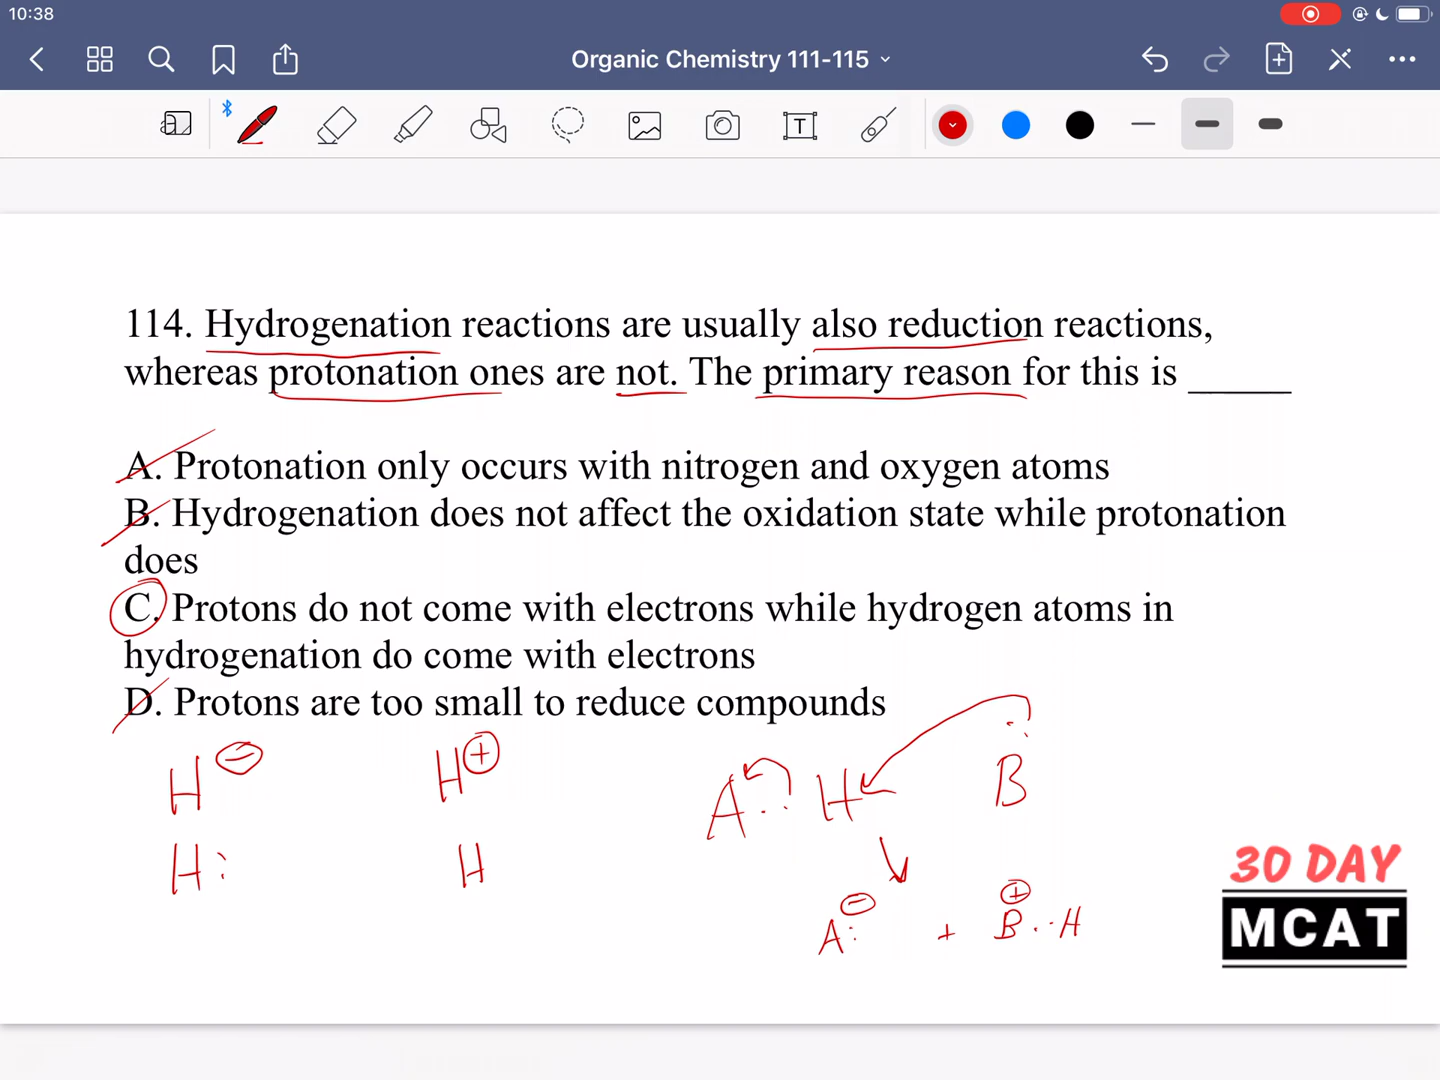 10:38
Organic Chemistry 111-115
T
114. Hydrogenation reactions are usually also reduction reactions,
whereas protonation ones are not. The primary reason for this is _____
A. Protonation only occurs with nitrogen and oxygen atoms
B. Hydrogenation does not affect the oxidation state while protonation
does
C. Protons do not come with electrons while hydrogen atoms in
hydrogenation do come with electrons
D. Protons are too small to reduce compounds
H⊖ H⊕ A : H B
H: H
A:⊖ + B⊕··H
30 DAY
MCAT